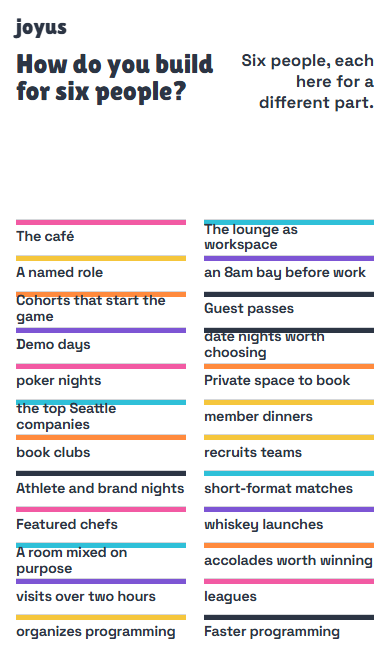 joyus
How do you build
for six people?
Six people, each
here for a
different part.
The café
The lounge as
workspace
A named role
an 8am bay before work
Cohorts that start the
game
Guest passes
Demo days
date nights worth
choosing
poker nights
Private space to book
the top Seattle
companies
member dinners
book clubs
recruits teams
Athlete and brand nights
short-format matches
Featured chefs
whiskey launches
A room mixed on
purpose
accolades worth winning
visits over two hours
leagues
organizes programming
Faster programming